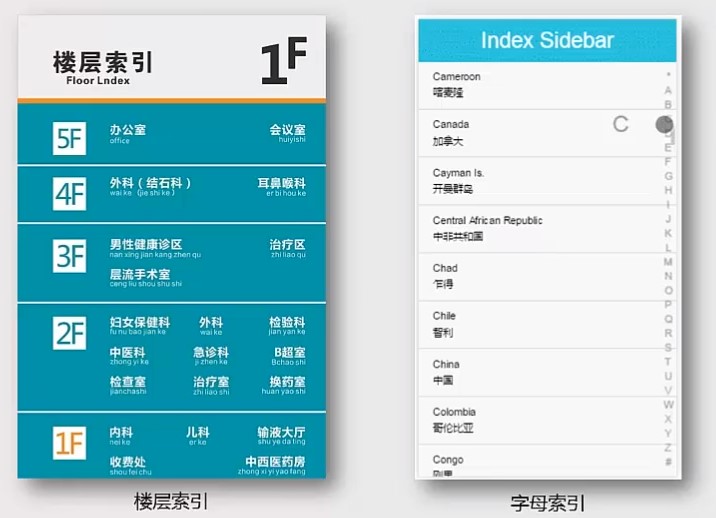 楼层索引
Floor Lndex
1F
5F
办公室 会议室
office huiyishi
4F
外科（结石科） 耳鼻喉科
wai ke (jie shi ke) er bi hou ke
3F
男性健康诊区 治疗区
nan xing jian kang zhen qu zhi liao qu
层流手术室
ceng liu shou shu shi
2F
妇女保健科 外科 检验科
fu nu bao jian ke wai ke jian yan ke
中医科 急诊科 B超室
zhong yi ke ji zhen ke Bchao shi
检查室 治疗室 换药室
jianchashi zhi liao shi huan yao shi
1F
内科 儿科 输液大厅
nei ke er ke shu ye da ting
收费处 中西医药房
shou fei chu zhong xi yi yao fang
楼层索引
Index Sidebar
Cameroon
喀麦隆
Canada
加拿大
C
Cayman Is.
开曼群岛
Central African Republic
中非共和国
Chad
乍得
Chile
智利
China
中国
Colombia
哥伦比亚
Congo
*
A
B
E
F
G
H
I
J
K
L
M
N
O
P
Q
R
S
T
U
V
W
X
Y
Z
#
字母索引